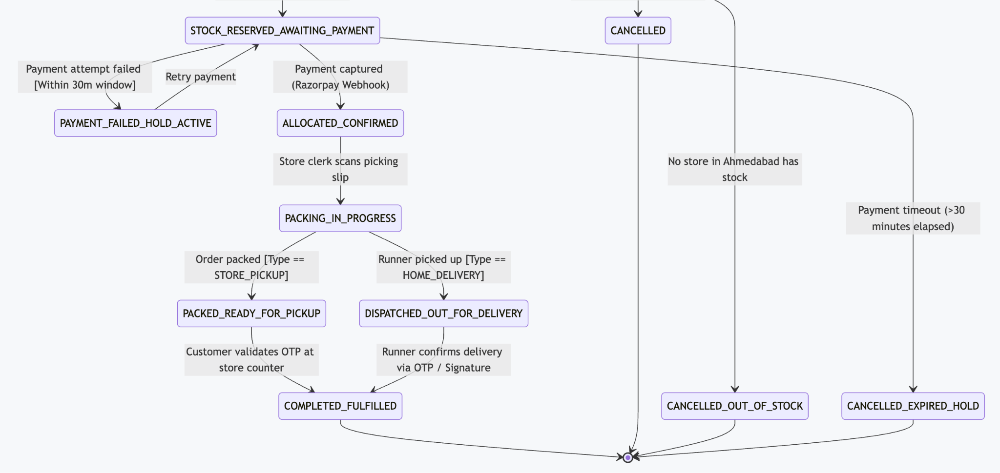 STOCK_RESERVED_AWAITING_PAYMENT
CANCELLED
Payment attempt failed
[Within 30m window]
Retry payment
Payment captured
(Razorpay Webhook)
PAYMENT_FAILED_HOLD_ACTIVE
ALLOCATED_CONFIRMED
Store clerk scans picking
slip
No store in Ahmedabad has
stock
PACKING_IN_PROGRESS
Payment timeout (>30
minutes elapsed)
Order packed [Type ==
STORE_PICKUP]
Runner picked up [Type ==
HOME_DELIVERY]
PACKED_READY_FOR_PICKUP
DISPATCHED_OUT_FOR_DELIVERY
Customer validates OTP at
store counter
Runner confirms delivery
via OTP / Signature
COMPLETED_FULFILLED
CANCELLED_OUT_OF_STOCK
CANCELLED_EXPIRED_HOLD